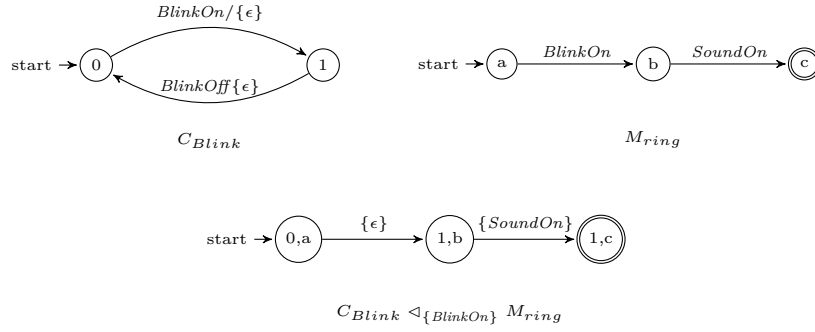 BlinkOn/{ϵ}
start 0 1
BlinkOff{ϵ}
C_Blink
BlinkOn SoundOn
start a b c
M_ring
{ϵ} {SoundOn}
start 0,a 1,b 1,c
C_Blink ◁_{BlinkOn} M_ring